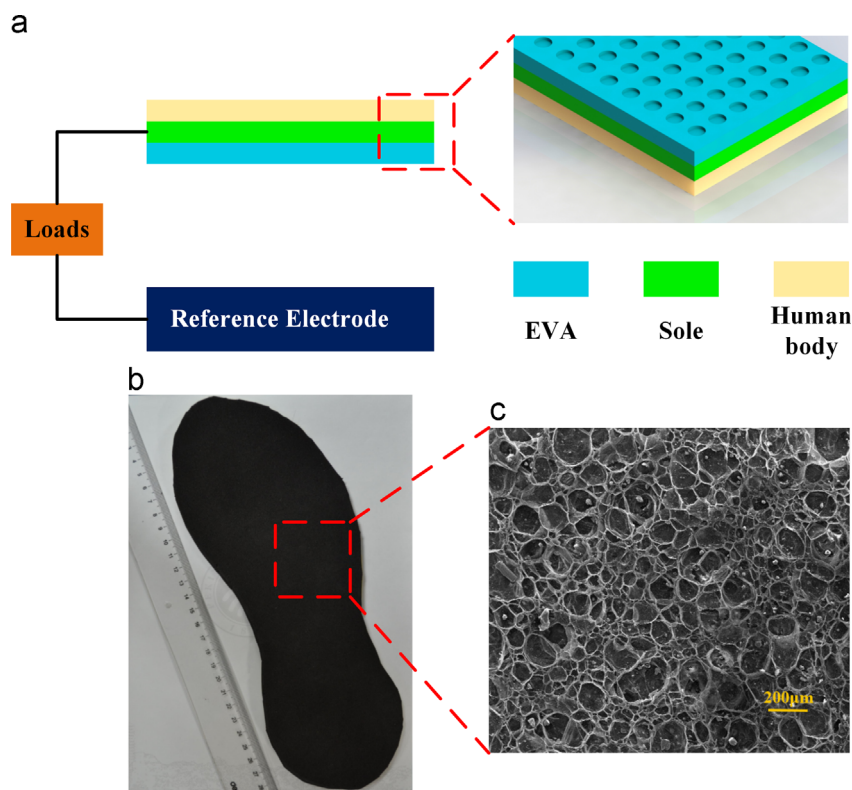 a
Loads
Reference Electrode
EVA
Sole
Human
body
b
c
200μm